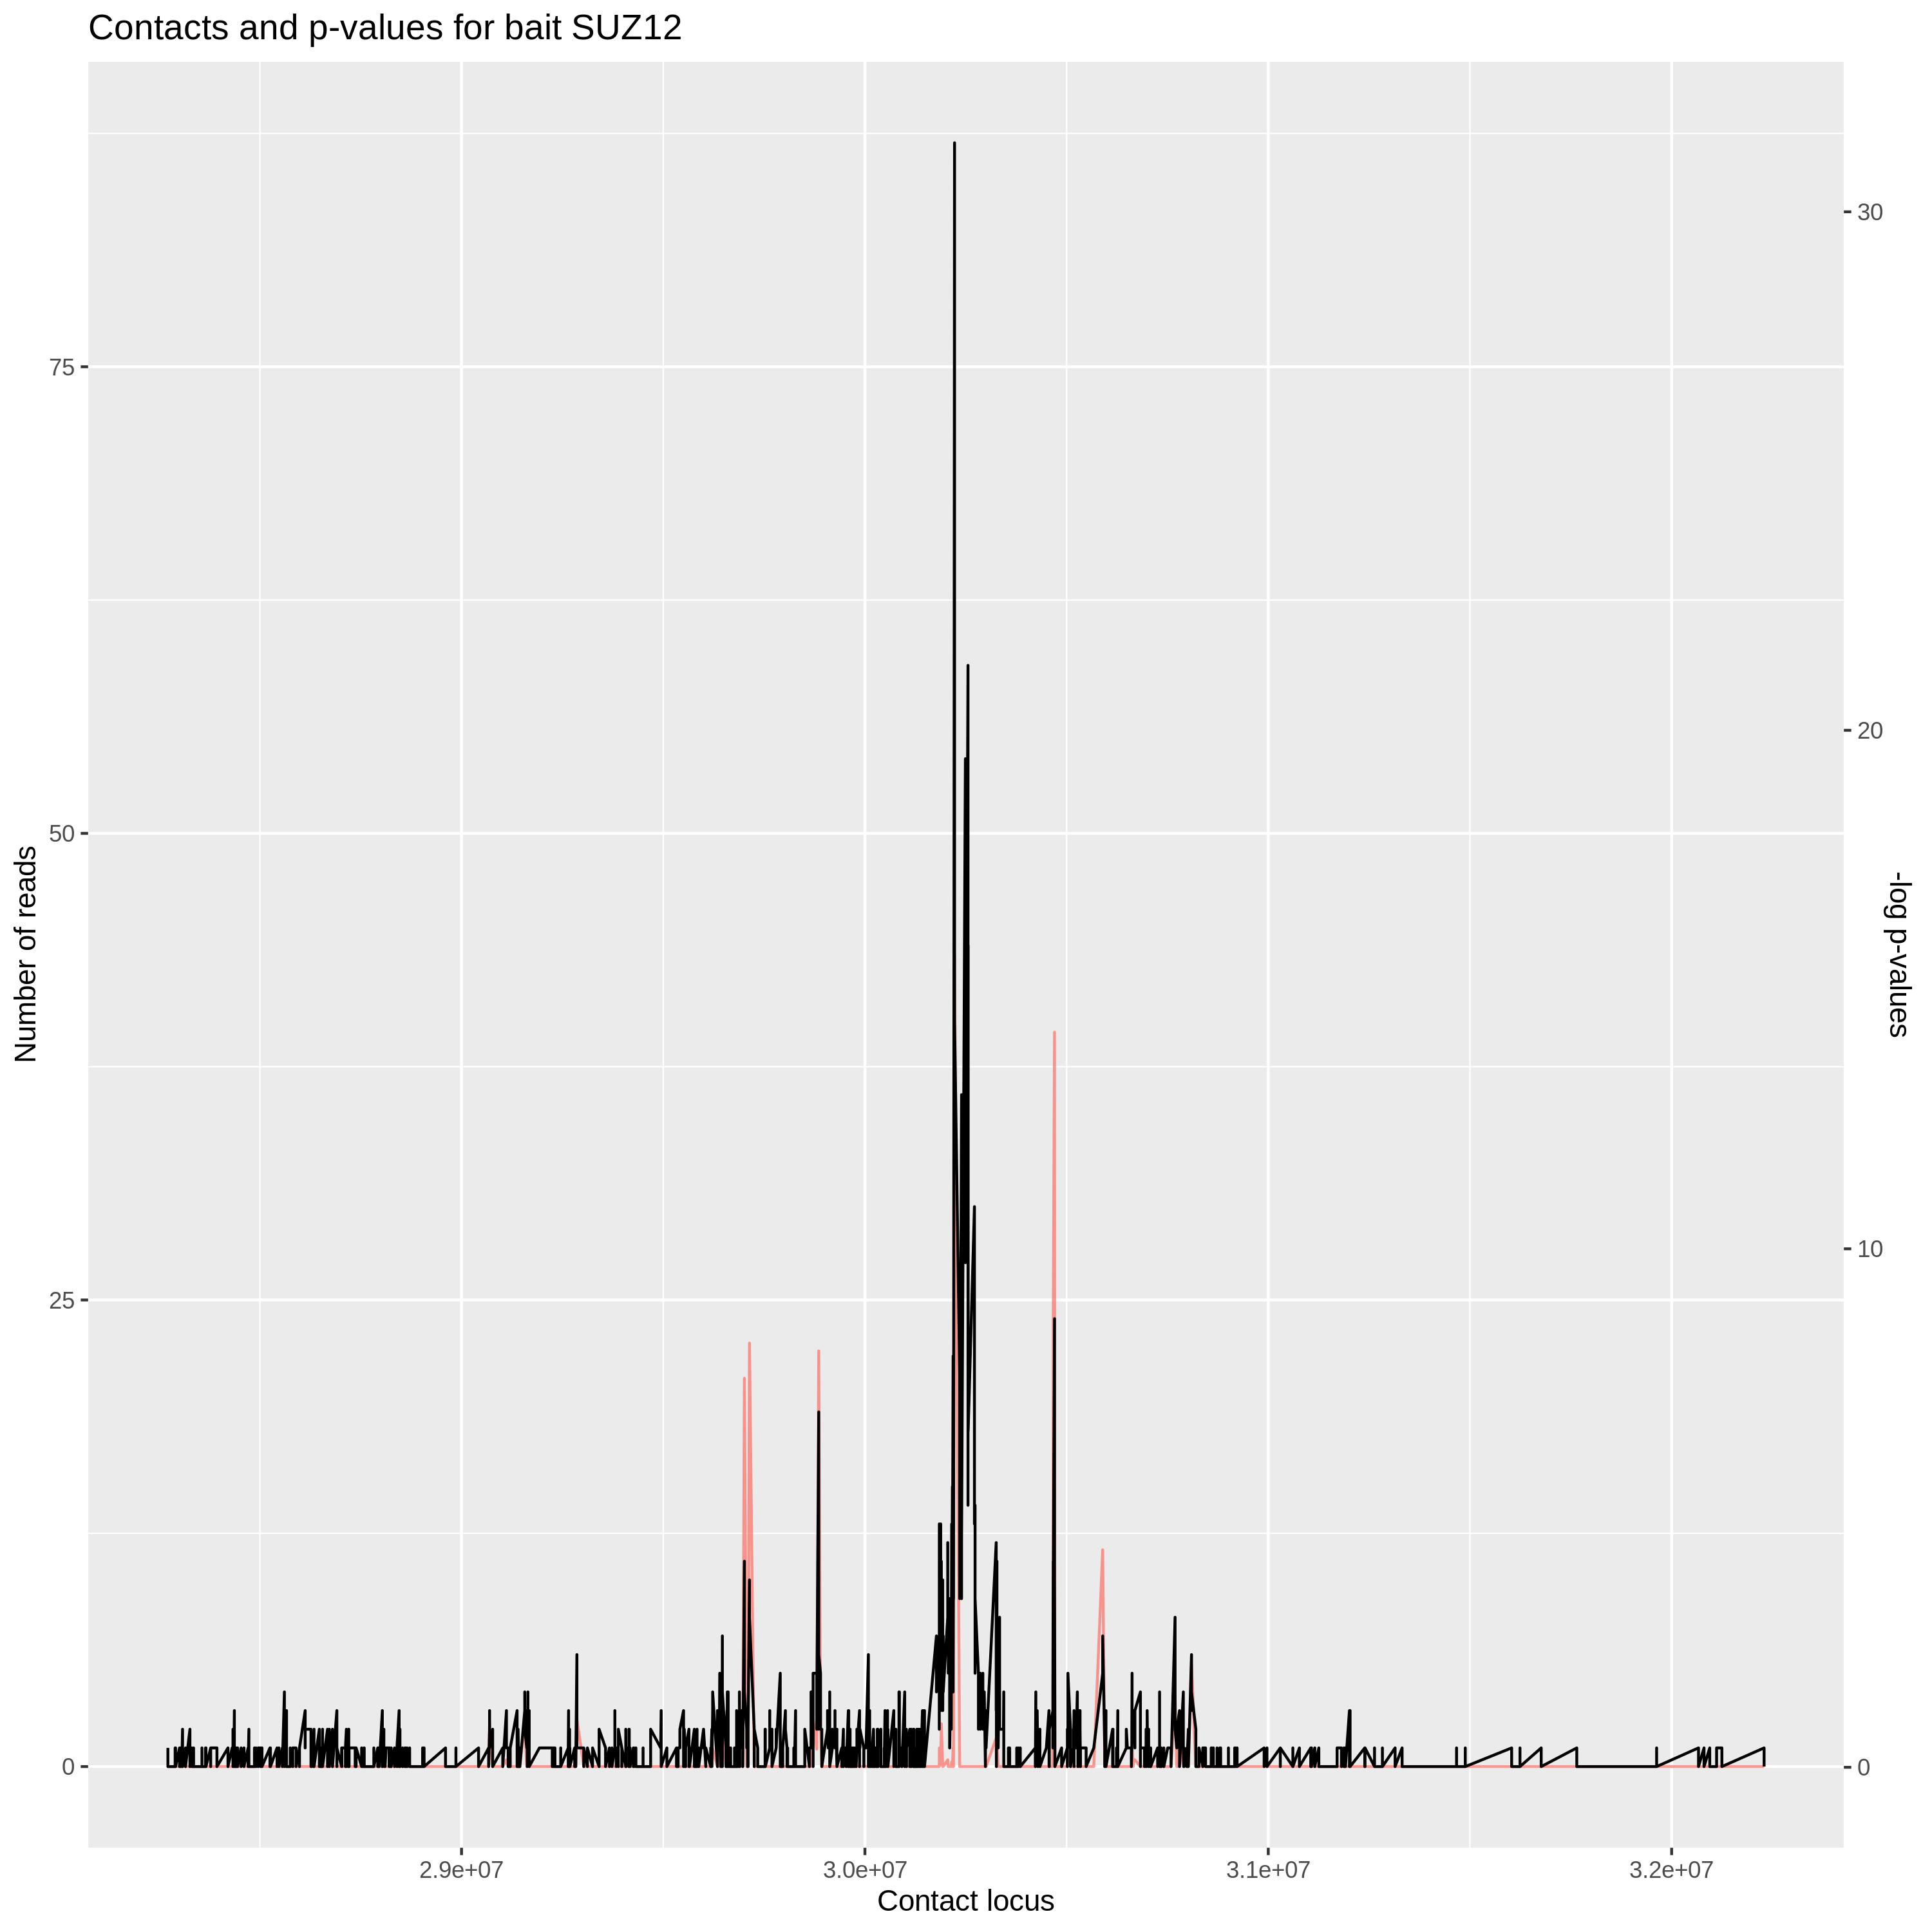 Contacts and p-values for bait SUZ12
30
75
20
50
Number of reads
-log p-values
10
25
0
0
2.9e+07
3.0e+07
3.1e+07
3.2e+07
Contact locus